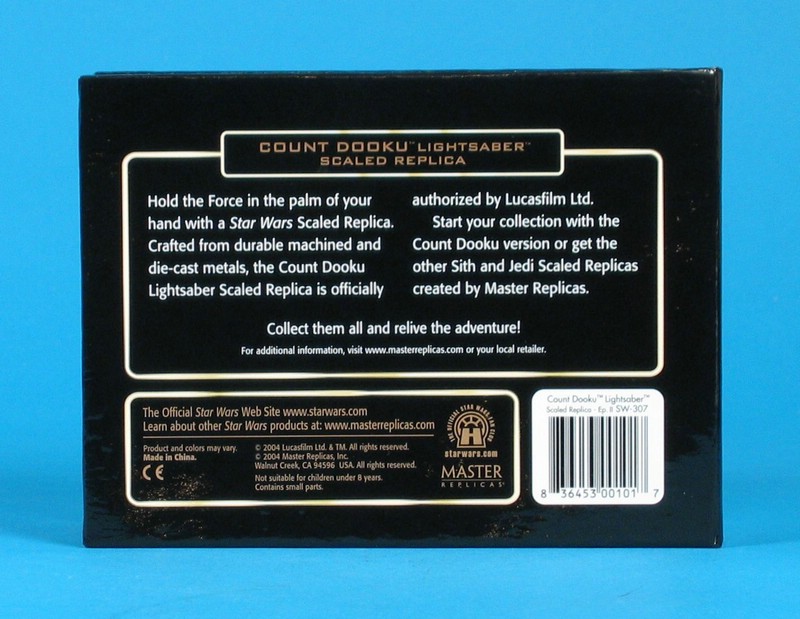 COUNT DOOKU™ LIGHTSABER™
SCALED REPLICA
Hold the Force in the palm of your
hand with a Star Wars Scaled Replica.
Crafted from durable machined and
die-cast metals, the Count Dooku
Lightsaber Scaled Replica is officially
authorized by Lucasfilm Ltd.
Start your collection with the
Count Dooku version or get the
other Sith and Jedi Scaled Replicas
created by Master Replicas.
Collect them all and relive the adventure!
For additional information, visit www.masterreplicas.com or your local retailer.
The Official Star Wars Web Site www.starwars.com
Learn about other Star Wars products at: www.masterreplicas.com
Product and colors may vary.
Made in China.
CE
© 2004 Lucasfilm Ltd. & TM. All rights reserved.
© 2004 Master Replicas, Inc.
Walnut Creek, CA 94596 USA. All rights reserved.
Not suitable for children under 8 years.
Contains small parts.
THE OFFICIAL STAR WARS FAN CLUB
H
starwars.com
MASTER
REPLICAS
Count Dooku™ Lightsaber™
Scaled Replica - Ep. II SW-307
8 36453 00101 7